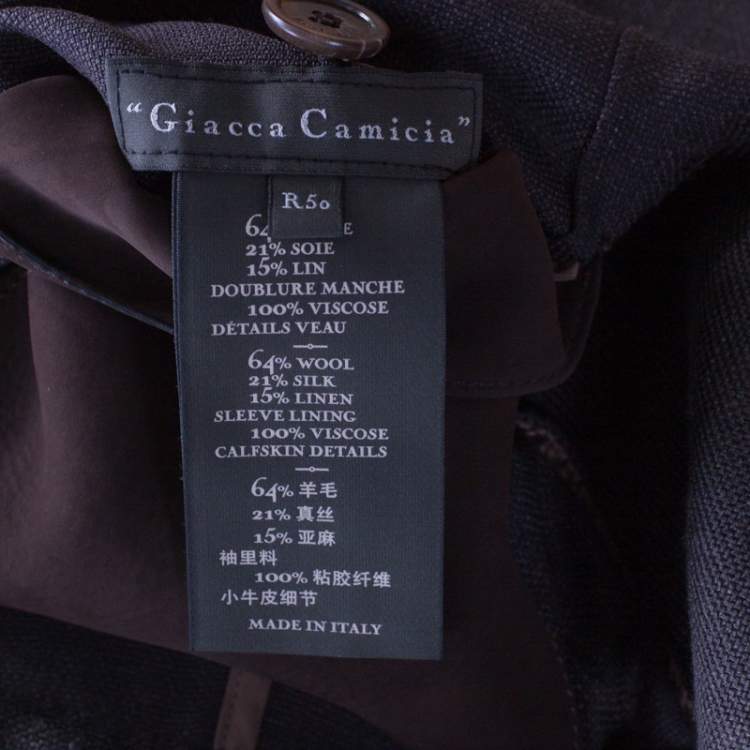 "Giacca Camicia"
R50
64
E
21% SOIE
15% LIN
DOUBLURE MANCHE
100% VISCOSE
DÉTAILS VEAU
64% WOOL
21% SILK
15% LINEN
SLEEVE LINING
100% VISCOSE
CALFSKIN DETAILS
64% 羊毛
21% 真丝
15% 亚麻
袖里料
100% 粘胶纤维
小牛皮细节
MADE IN ITALY